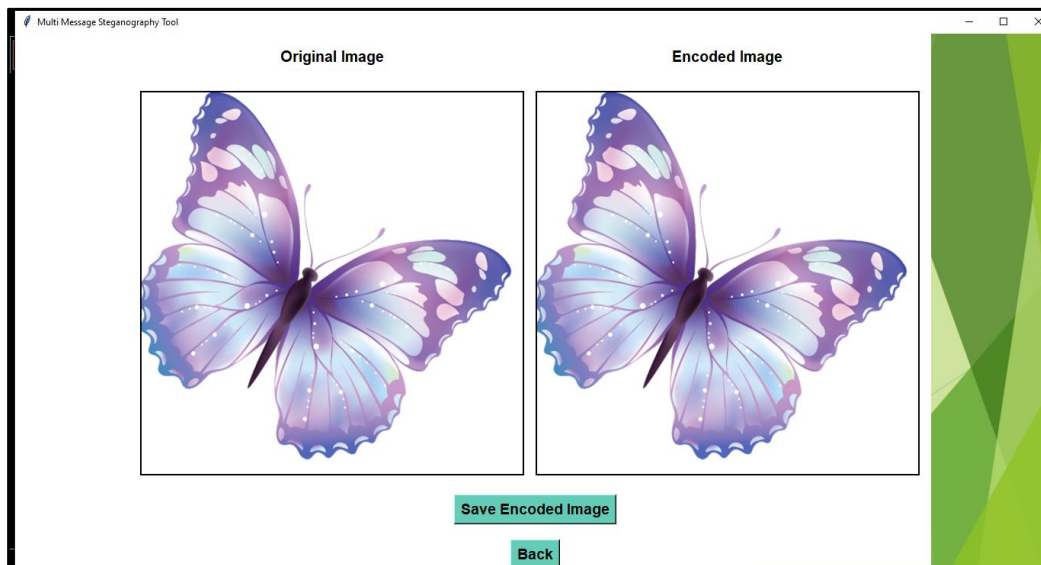 Multi Message Steganography Tool
Original Image
Encoded Image
Save Encoded Image
Back